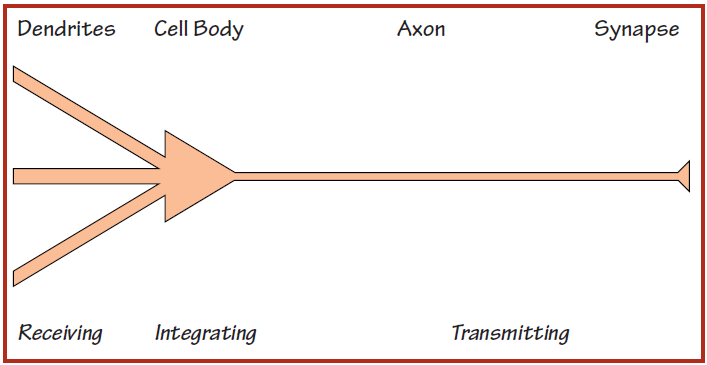 Dendrites Cell Body Axon Synapse
Receiving Integrating Transmitting